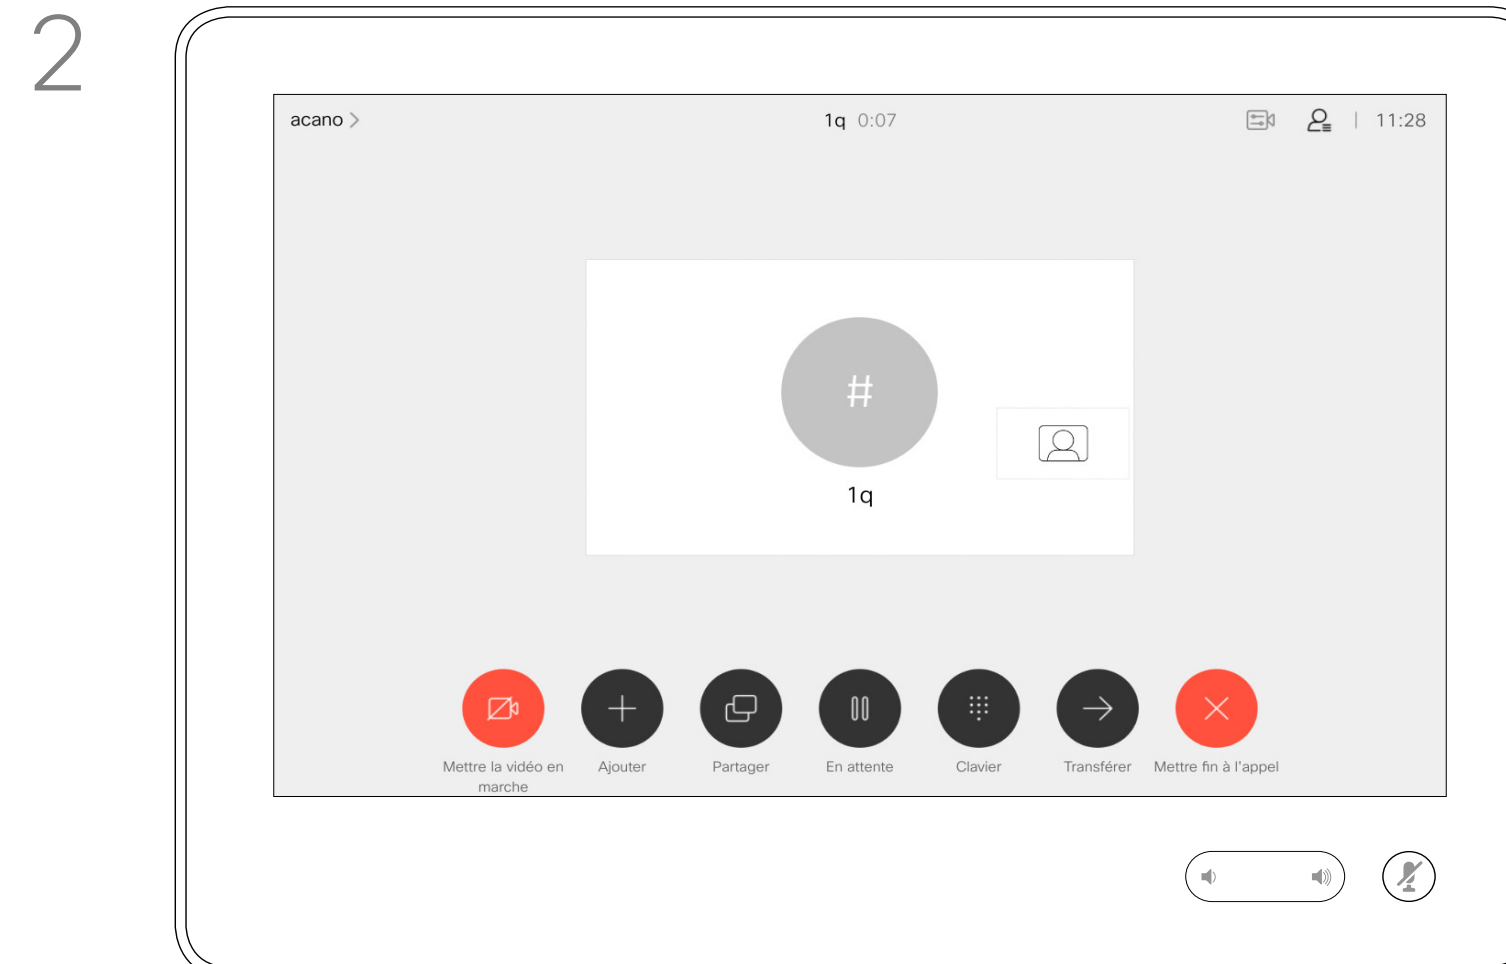 2
acano >
1q 0:07
11:28
#
1q
Mettre la vidéo en
marche
Ajouter
Partager
En attente
Clavier
Transférer
Mettre fin à l'appel